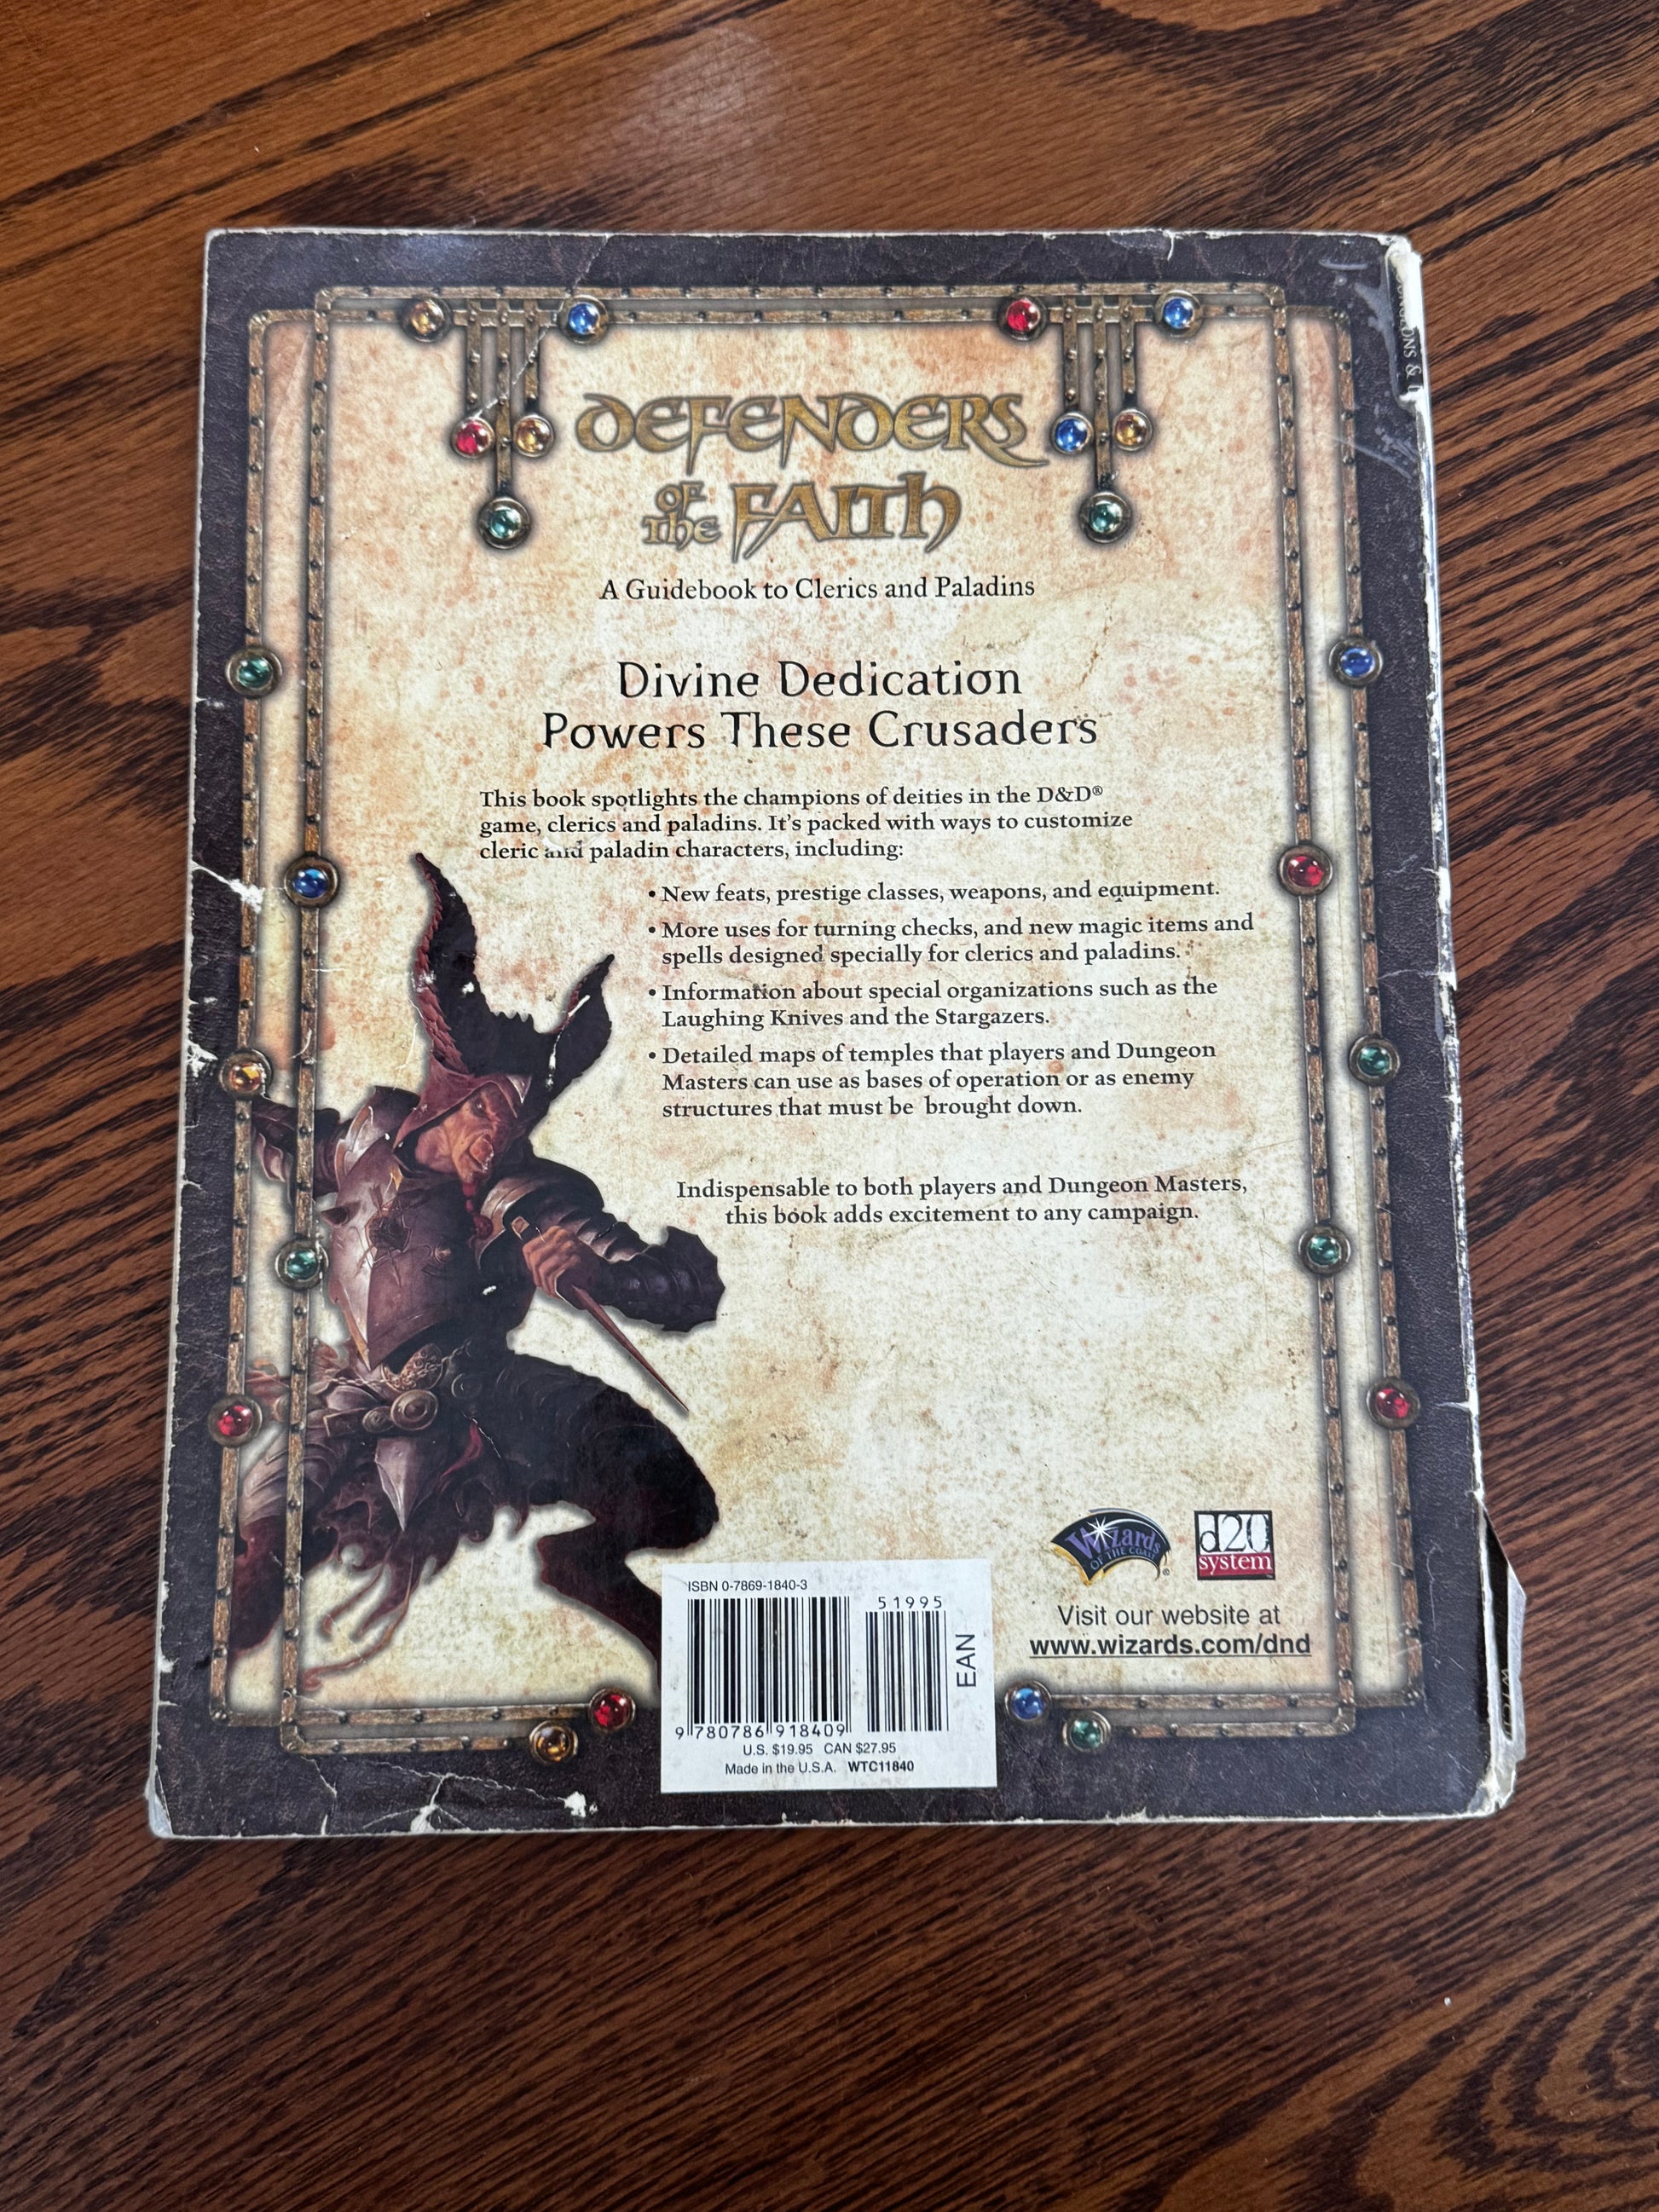 DEFENDERS
OF THE FAITH
A Guidebook to Clerics and Paladins
Divine Dedication
Powers These Crusaders
This book spotlights the champions of deities in the D&D®
game, clerics and paladins. It's packed with ways to customize
cleric and paladin characters, including:
• New feats, prestige classes, weapons, and equipment.
• More uses for turning checks, and new magic items and
spells designed specially for clerics and paladins.
• Information about special organizations such as the
Laughing Knives and the Stargazers.
• Detailed maps of temples that players and Dungeon
Masters can use as bases of operation or as enemy
structures that must be brought down.
Indispensable to both players and Dungeon Masters,
this book adds excitement to any campaign.
Wizards
OF THE COAST
®
d20
system
Visit our website at
www.wizards.com/dnd
ISBN 0-7869-1840-3
51995
EAN
9 780786 918409
U.S. $19.95 CAN $27.95
Made in the U.S.A. WTC11840